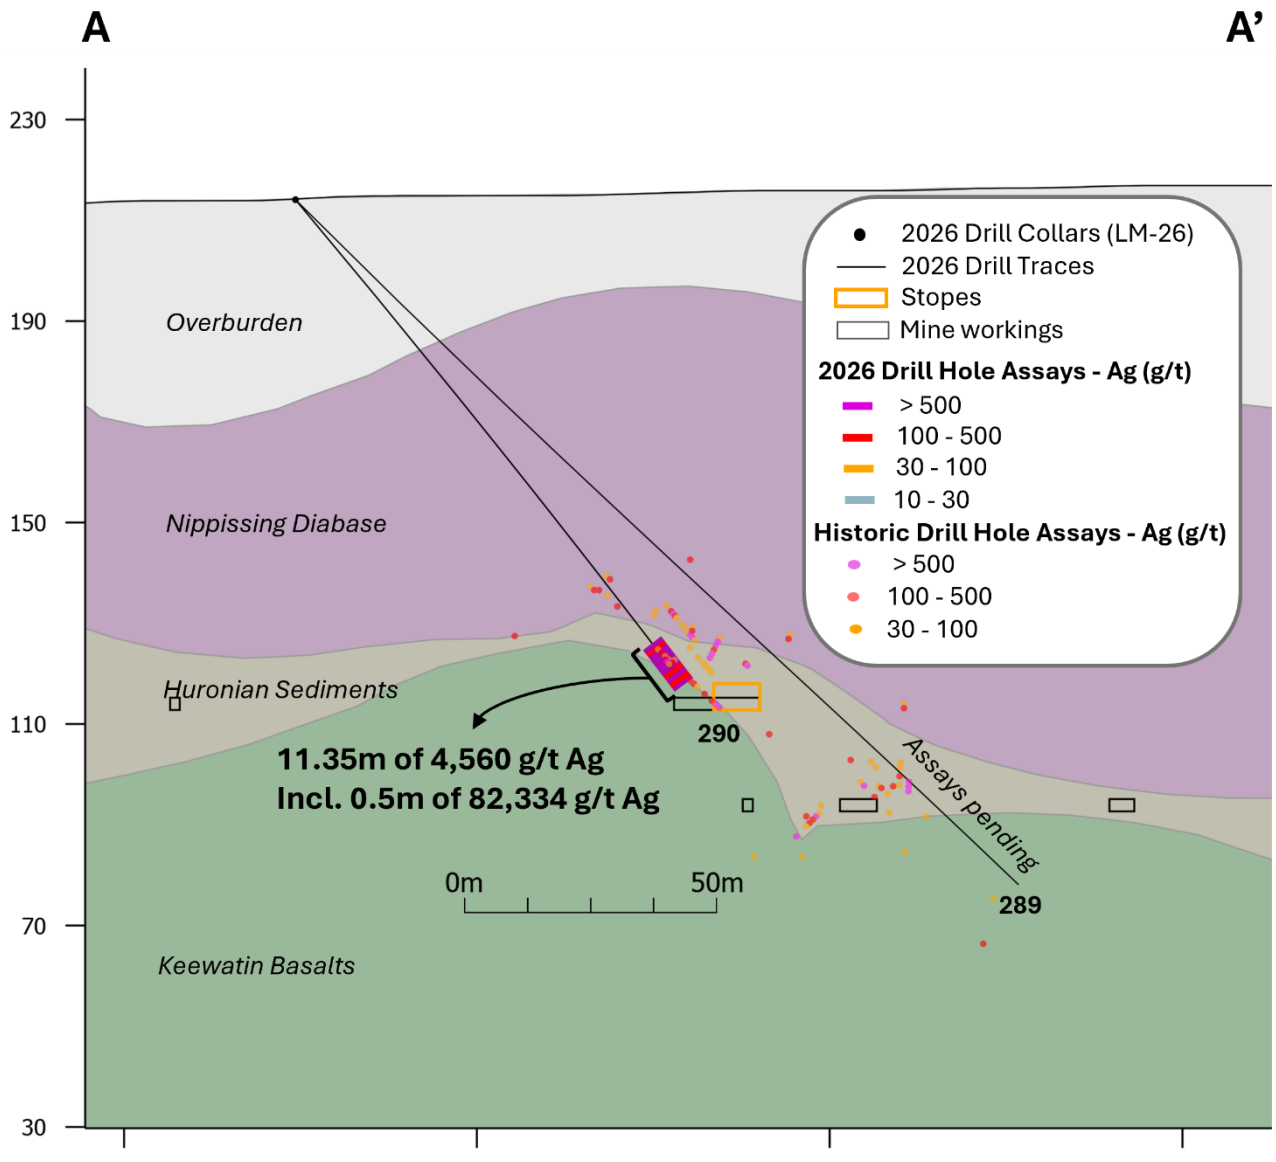 A
A’
230
190
150
110
70
30
Overburden
Nippissing Diabase
Huronian Sediments
Keewatin Basalts
2026 Drill Collars (LM-26)
2026 Drill Traces
Stopes
Mine workings
2026 Drill Hole Assays - Ag (g/t)
> 500
100 - 500
30 - 100
10 - 30
Historic Drill Hole Assays - Ag (g/t)
> 500
100 - 500
30 - 100
290
11.35m of 4,560 g/t Ag
Incl. 0.5m of 82,334 g/t Ag
Assays pending
289
0m
50m